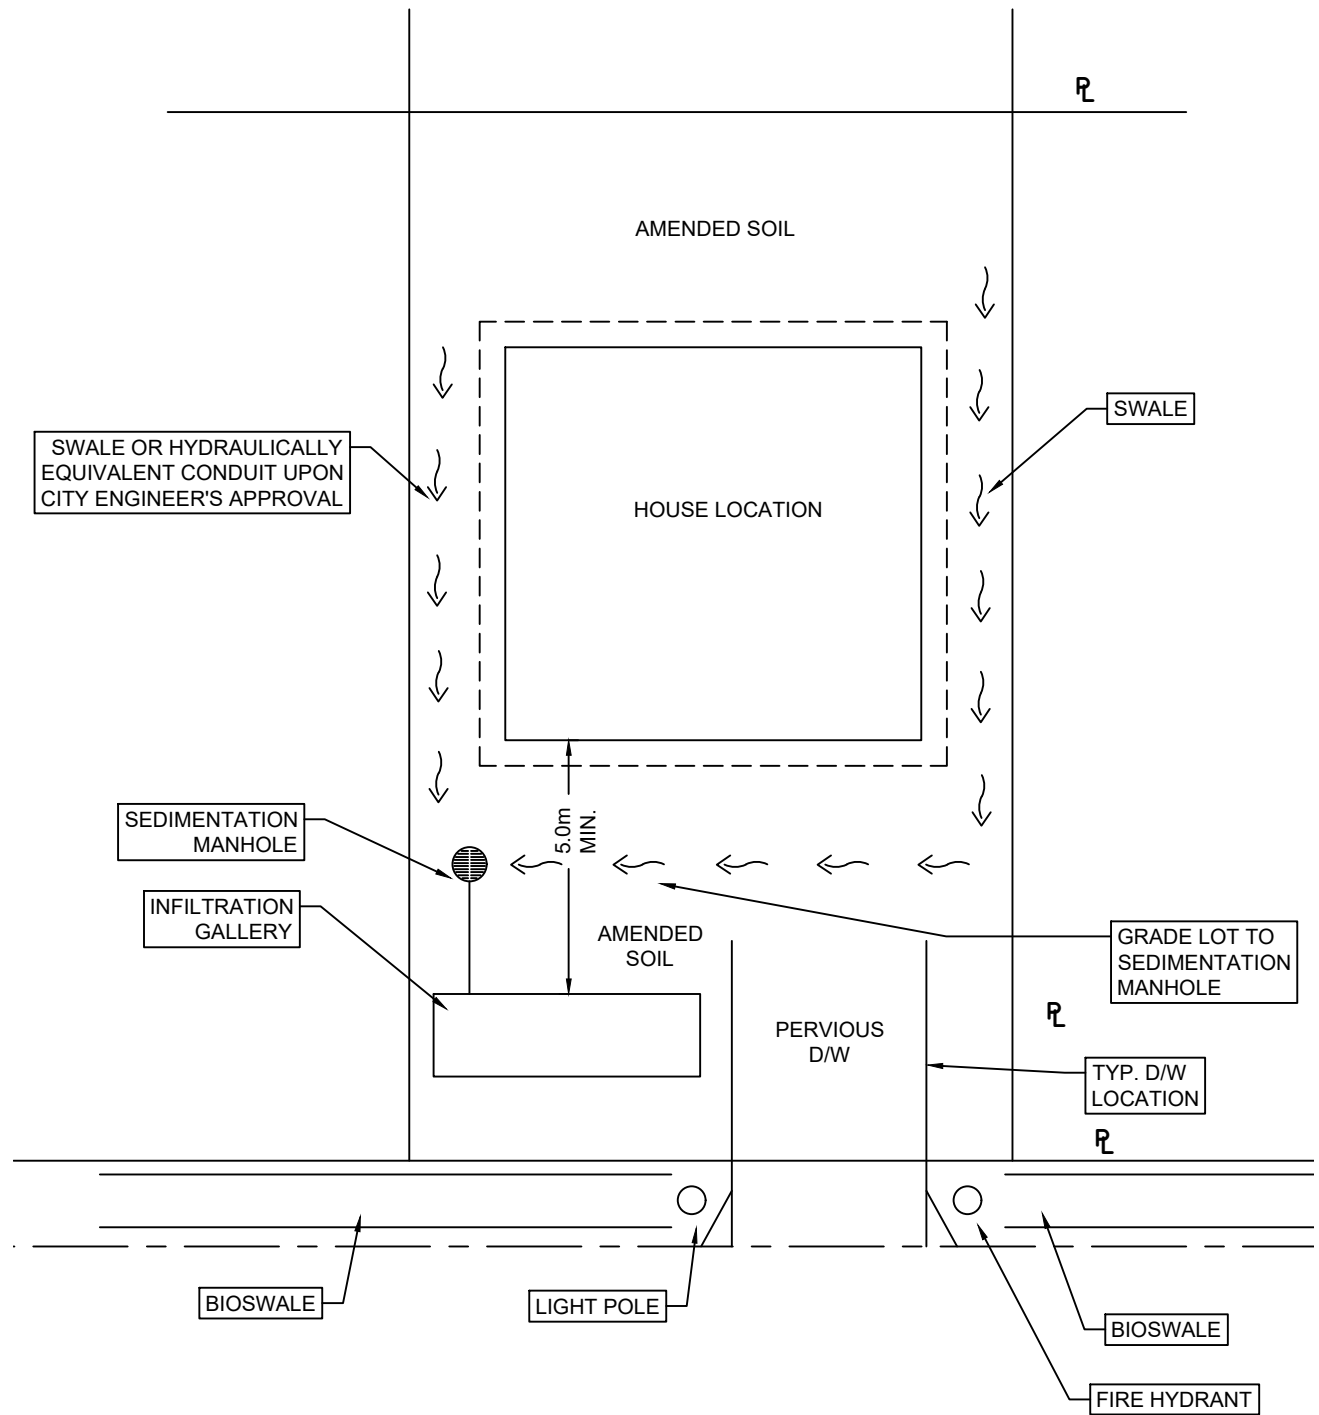 PL
AMENDED SOIL
SWALE
SWALE OR HYDRAULICALLY
EQUIVALENT CONDUIT UPON
CITY ENGINEER'S APPROVAL
HOUSE LOCATION
SEDIMENTATION
MANHOLE
5.0m
MIN.
INFILTRATION
GALLERY
AMENDED
SOIL
GRADE LOT TO
SEDIMENTATION
MANHOLE
PL
PERVIOUS
D/W
TYP. D/W
LOCATION
PL
BIOSWALE
LIGHT POLE
BIOSWALE
FIRE HYDRANT